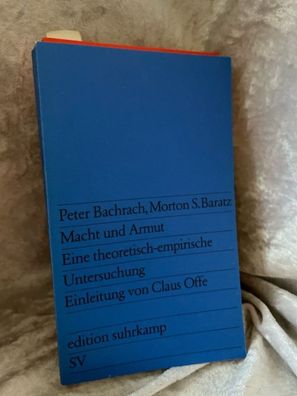 Peter Bachrach, Morton S. Baratz
Macht und Armut
Eine theoretisch-empirische
Untersuchung
Einleitung von Claus Offe
edition suhrkamp
SV